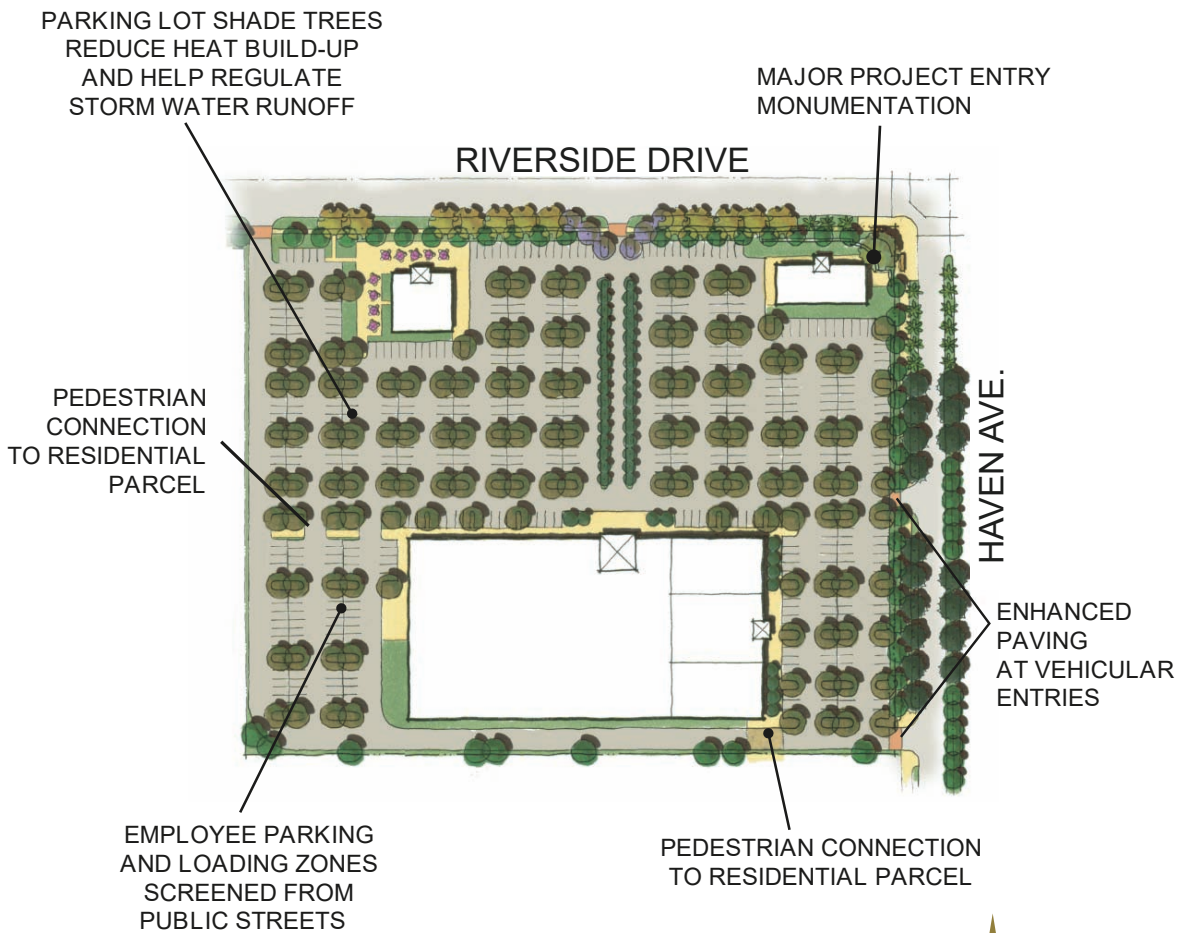 PARKING LOT SHADE TREES
REDUCE HEAT BUILD-UP
AND HELP REGULATE
STORM WATER RUNOFF
MAJOR PROJECT ENTRY
MONUMENTATION
RIVERSIDE DRIVE
PEDESTRIAN
CONNECTION
TO RESIDENTIAL
PARCEL
HAVEN AVE.
ENHANCED
PAVING
AT VEHICULAR
ENTRIES
EMPLOYEE PARKING
AND LOADING ZONES
SCREENED FROM
PUBLIC STREETS
PEDESTRIAN CONNECTION
TO RESIDENTIAL PARCEL